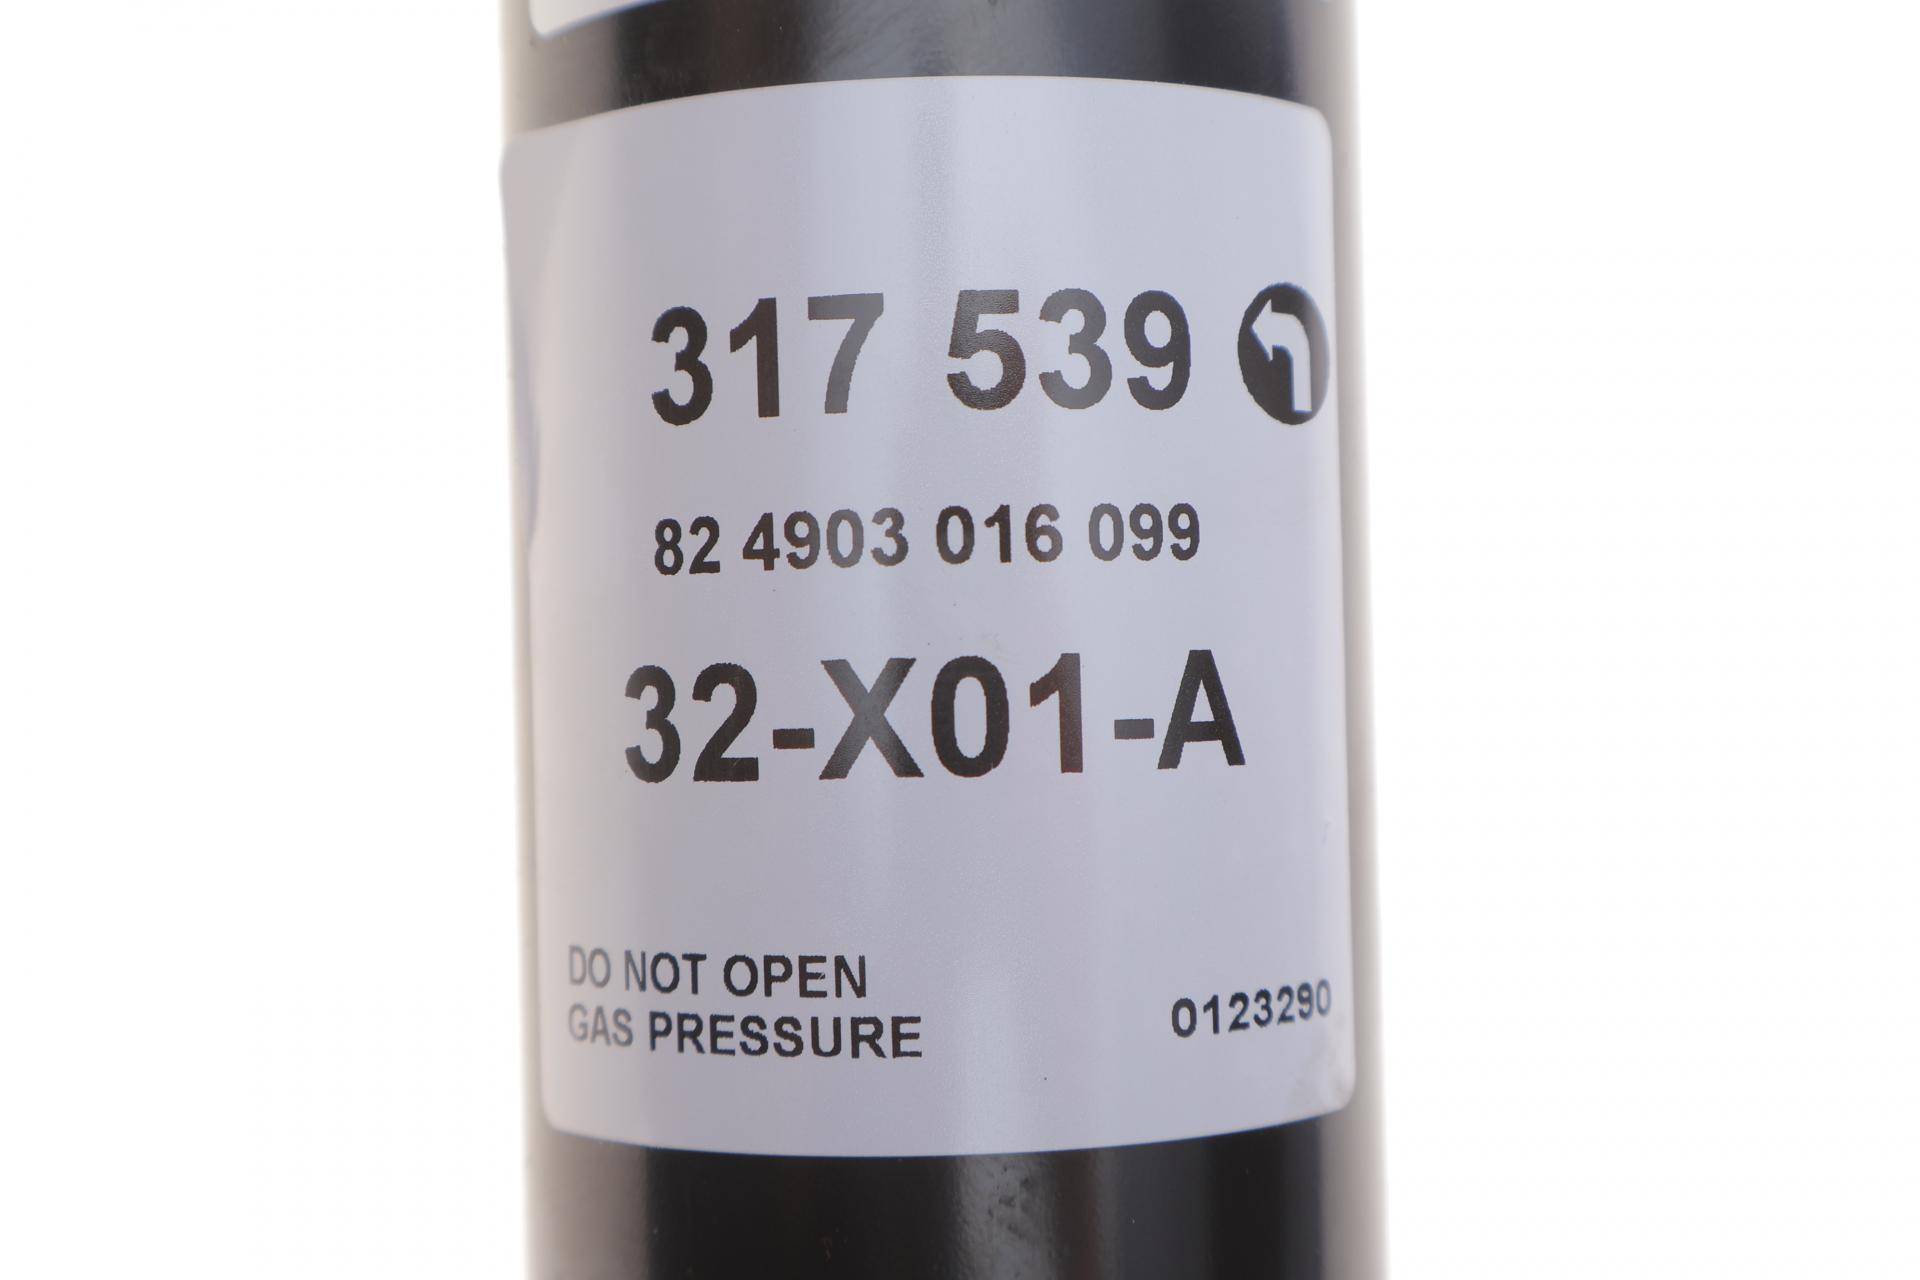 317 539
82 4903 016 099
32-X01-A
DO NOT OPEN
GAS PRESSURE
0123290